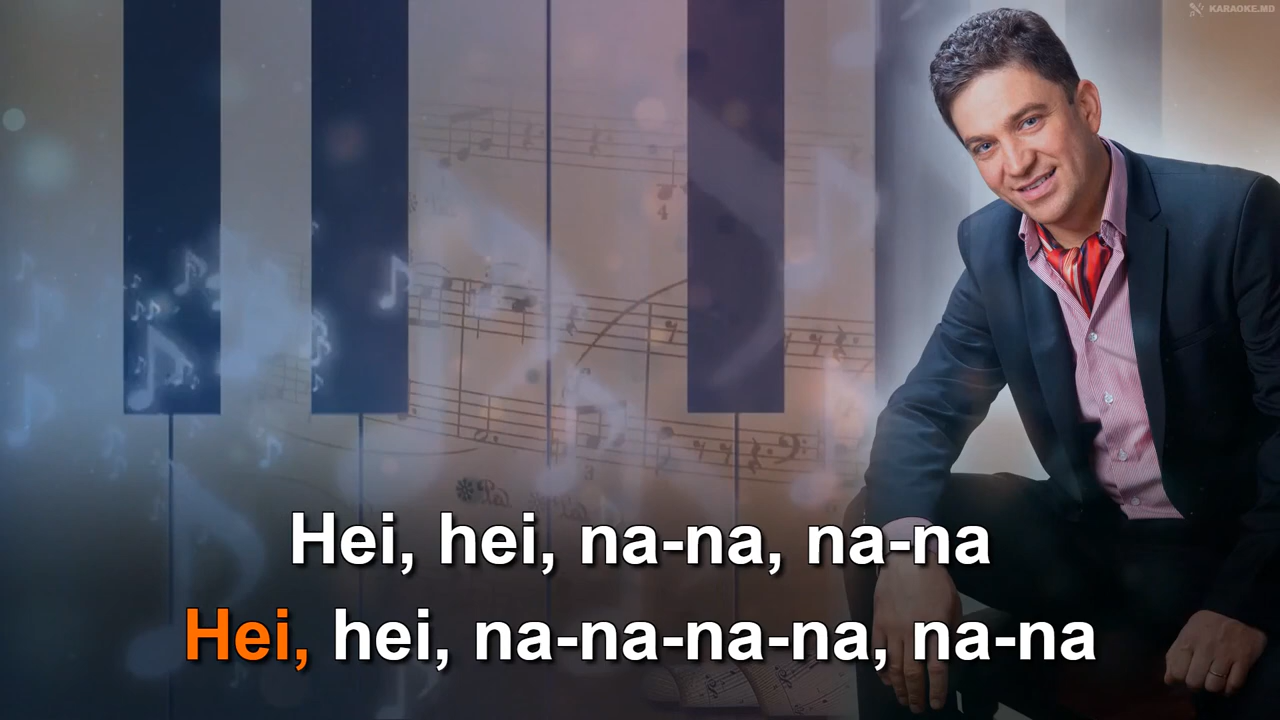 KARAOKE.MD
Hei, hei, na-na, na-na
Hei, hei, na-na-na-na, na-na